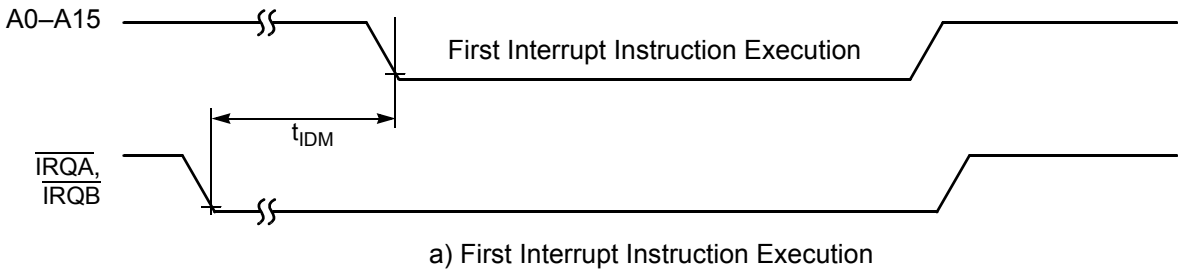 A0–A15
First Interrupt Instruction Execution
tIDM
IRQA,
IRQB
a) First Interrupt Instruction Execution